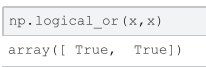 np.logical_or(x,x)
array([ True,  True])